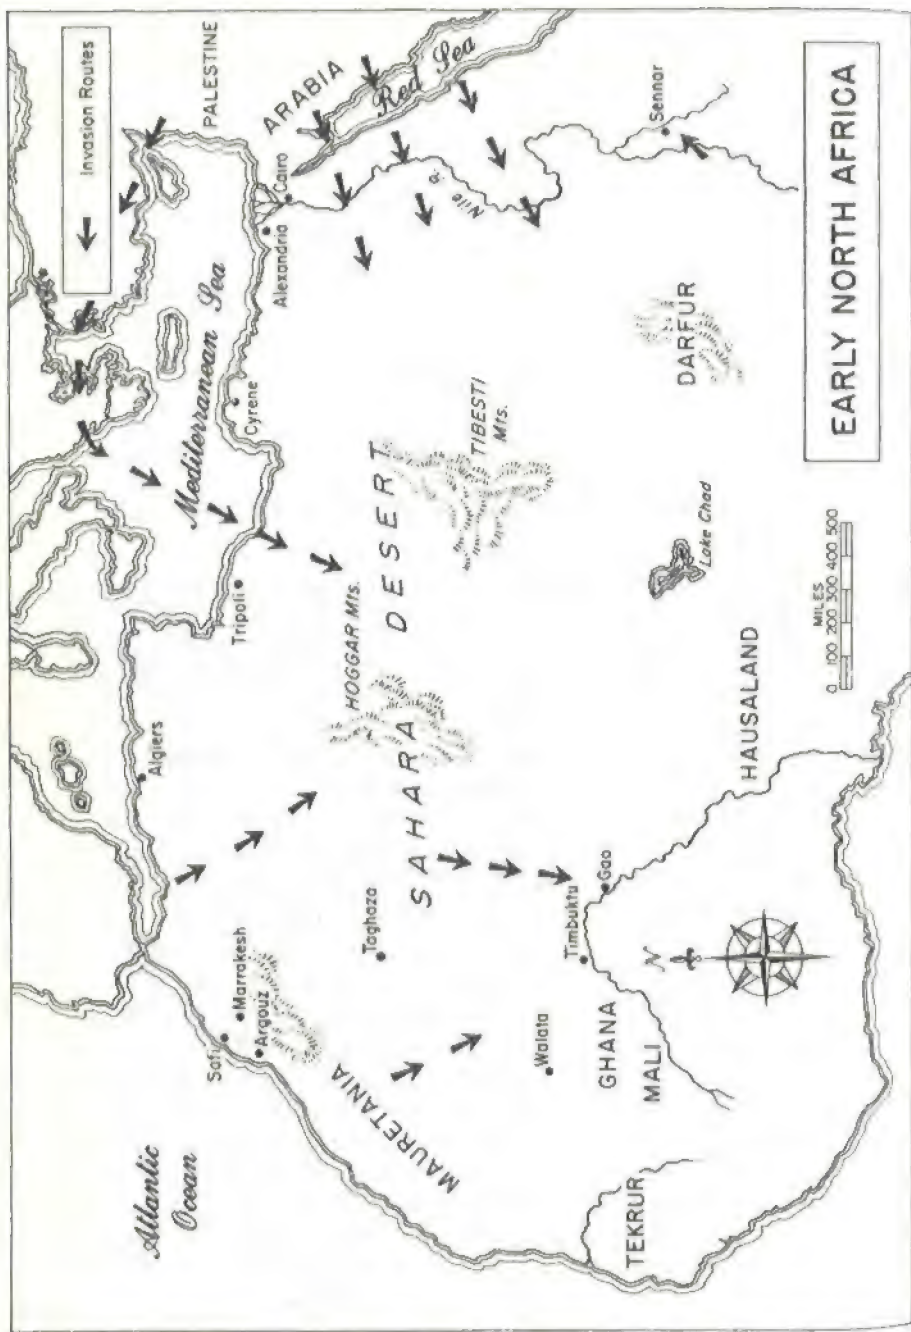 Invasion Routes
PALESTINE
ARABIA
Red Sea
Atlantic
Ocean
Mediterranean Sea
Algiers
Tripoli
Cyrene
Alexandria
Cairo
Nile R.
Safi
Marrakesh
Argouz
MAURETANIA
Taghaza
HOGGAR Mts.
SAHARA DESERT
TIBESTI
Mts.
Sennar
Walata
Timbuktu
Gao
GHANA
MALI
TEKRUR
HAUSALAND
Lake Chad
DARFUR
N
MILES
0 100 200 300 400 500
EARLY NORTH AFRICA